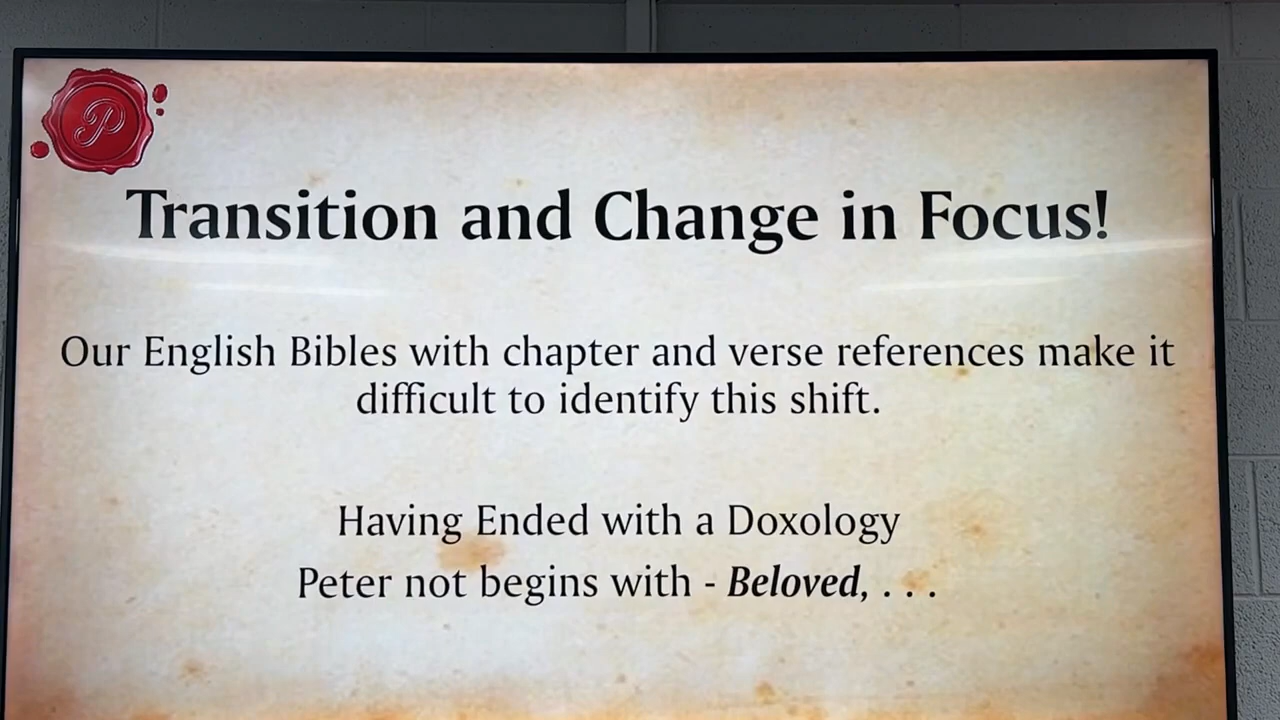 P
Transition and Change in Focus!
Our English Bibles with chapter and verse references make it
difficult to identify this shift.
Having Ended with a Doxology
Peter not begins with - Beloved, . . .